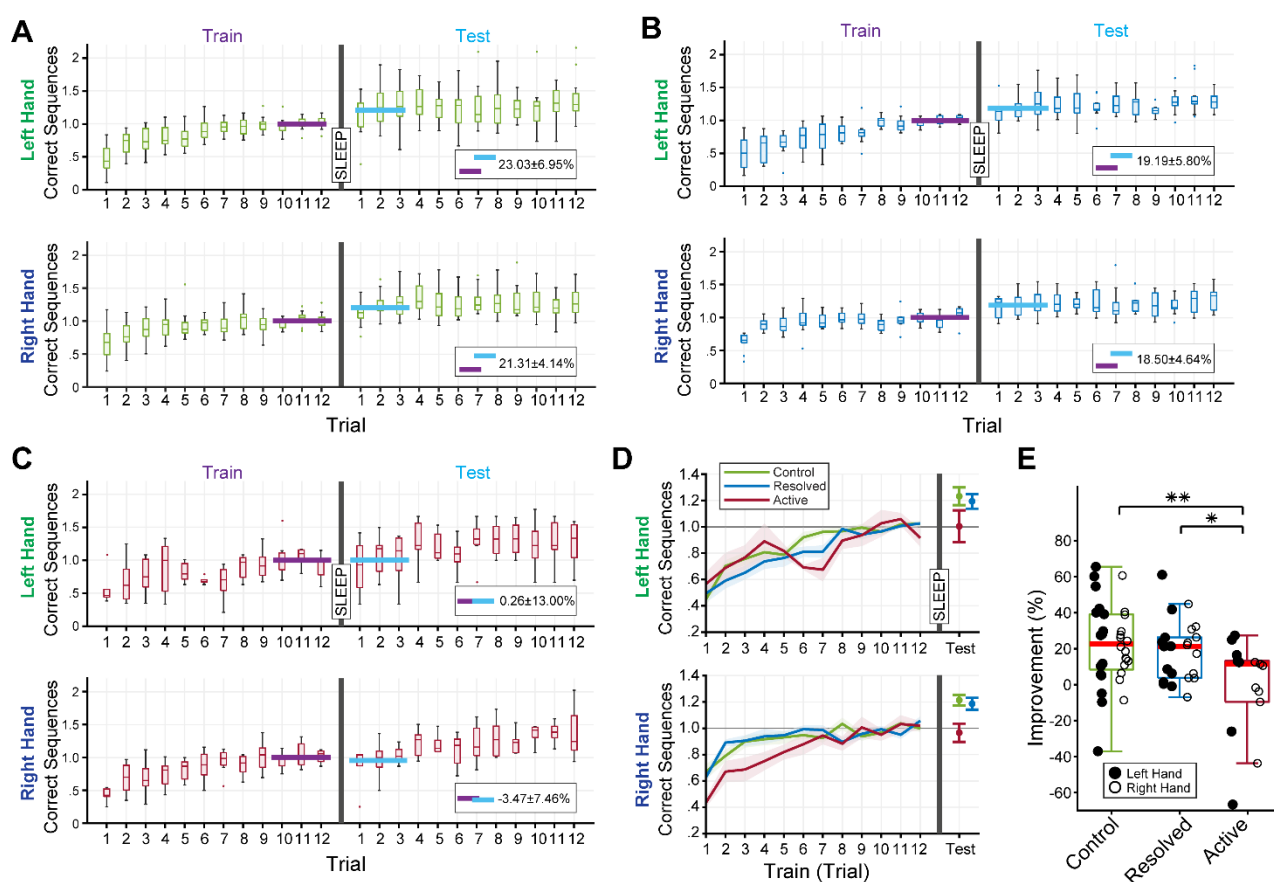 A
Train
Test
Left Hand
Correct Sequences
2
1.5
1.0
.5
0
SLEEP
23.03±6.95%
1 2 3 4 5 6 7 8 9 10 11 12 1 2 3 4 5 6 7 8 9 10 11 12
Right Hand
Correct Sequences
2
1.5
1.0
.5
0
21.31±4.14%
1 2 3 4 5 6 7 8 9 10 11 12 1 2 3 4 5 6 7 8 9 10 11 12
Trial
B
Train
Test
Left Hand
Correct Sequences
2
1.5
1.0
.5
0
SLEEP
19.19±5.80%
1 2 3 4 5 6 7 8 9 10 11 12 1 2 3 4 5 6 7 8 9 10 11 12
Right Hand
Correct Sequences
2
1.5
1.0
.5
0
18.50±4.64%
1 2 3 4 5 6 7 8 9 10 11 12 1 2 3 4 5 6 7 8 9 10 11 12
Trial
C
Train
Test
Left Hand
Correct Sequences
2
1.5
1.0
.5
0
SLEEP
0.26±13.00%
1 2 3 4 5 6 7 8 9 10 11 12 1 2 3 4 5 6 7 8 9 10 11 12
Right Hand
Correct Sequences
2
1.5
1.0
.5
0
-3.47±7.46%
1 2 3 4 5 6 7 8 9 10 11 12 1 2 3 4 5 6 7 8 9 10 11 12
Trial
D
Left Hand
Correct Sequences
1.4
1.2
1.0
.8
.6
.4
.2
Control
Resolved
Active
SLEEP
1 2 3 4 5 6 7 8 9 10 11 12 Test
Right Hand
Correct Sequences
1.4
1.2
1.0
.8
.6
.4
.2
1 2 3 4 5 6 7 8 9 10 11 12 Test
Train (Trial)
E
**
*
Improvement (%)
80
60
40
20
0
-20
-40
-60
Left Hand
Right Hand
Control
Resolved
Active